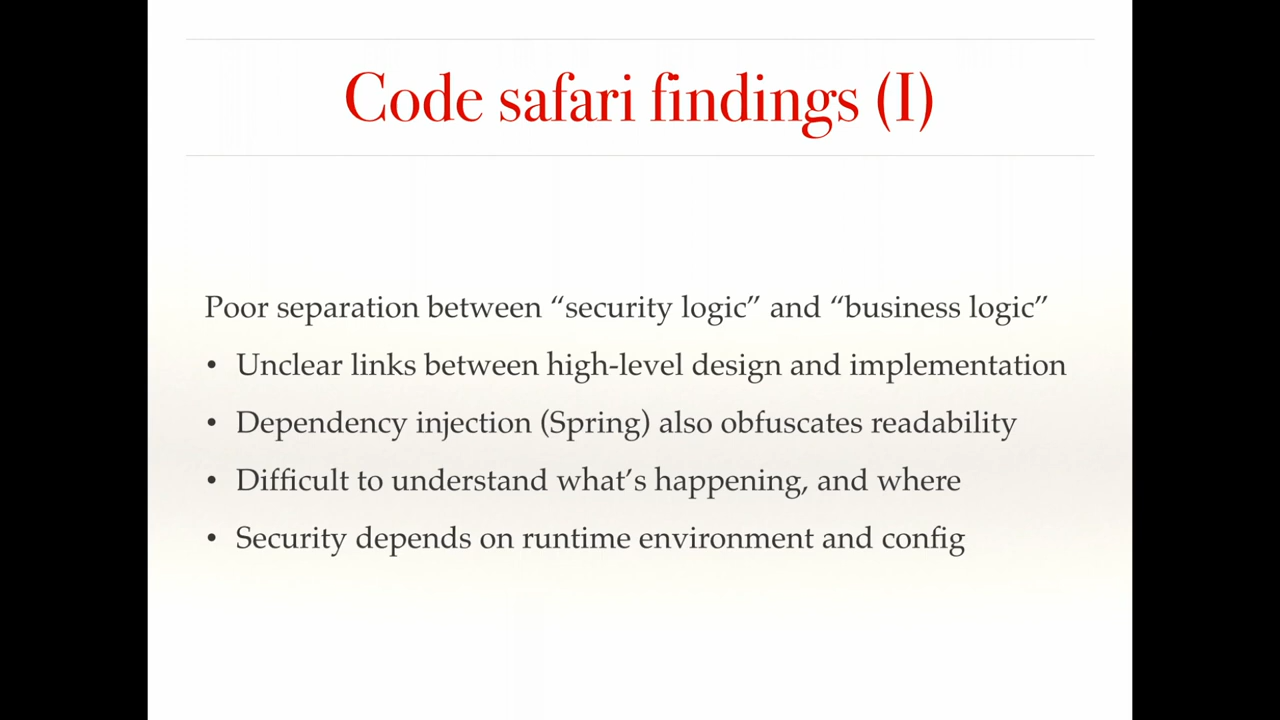 Code safari findings (I)
Poor separation between “security logic” and “business logic”
• Unclear links between high-level design and implementation
• Dependency injection (Spring) also obfuscates readability
• Difficult to understand what’s happening, and where
• Security depends on runtime environment and config